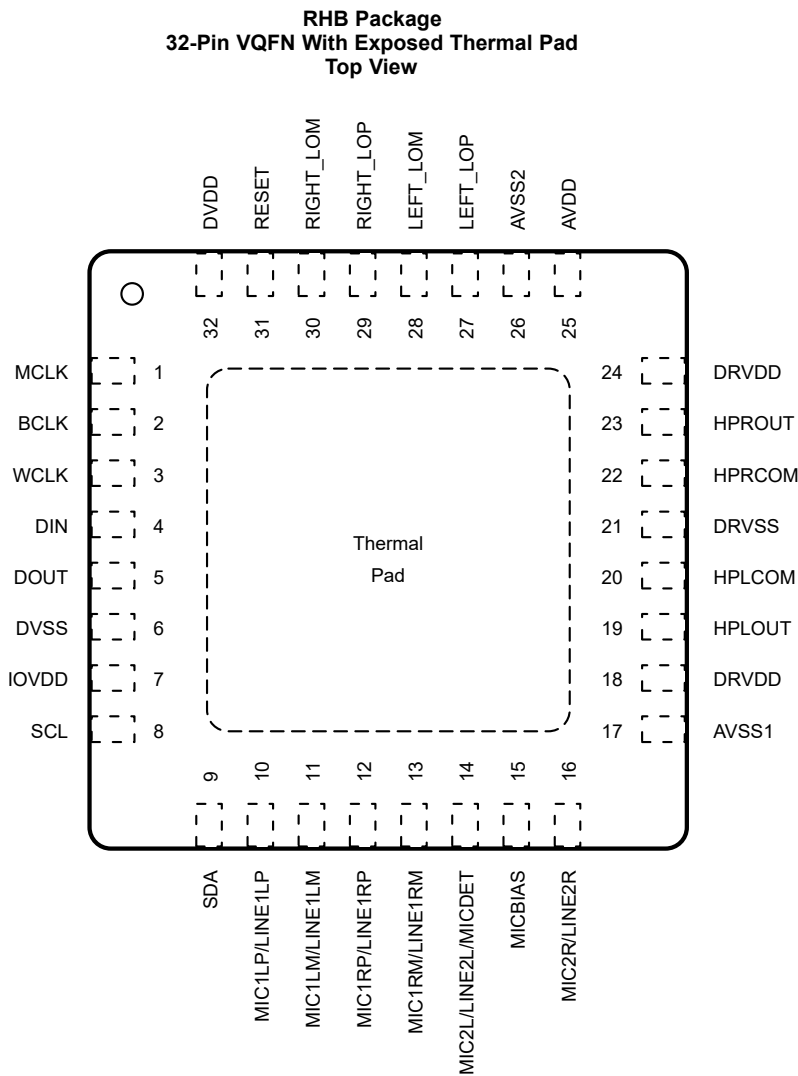 RHB Package
32-Pin VQFN With Exposed Thermal Pad
Top View
DVDD
RESET
RIGHT_LOM
RIGHT_LOP
LEFT_LOM
LEFT_LOP
AVSS2
AVDD
32
31
30
29
28
27
26
25
MCLK 1
BCLK 2
WCLK 3
DIN 4
DOUT 5
DVSS 6
IOVDD 7
SCL 8
Thermal
Pad
24 DRVDD
23 HPROUT
22 HPRCOM
21 DRVSS
20 HPLCOM
19 HPLOUT
18 DRVDD
17 AVSS1
9
10
11
12
13
14
15
16
SDA
MIC1LP/LINE1LP
MIC1LM/LINE1LM
MIC1RP/LINE1RP
MIC1RM/LINE1RM
MIC2L/LINE2L/MICDET
MICBIAS
MIC2R/LINE2R